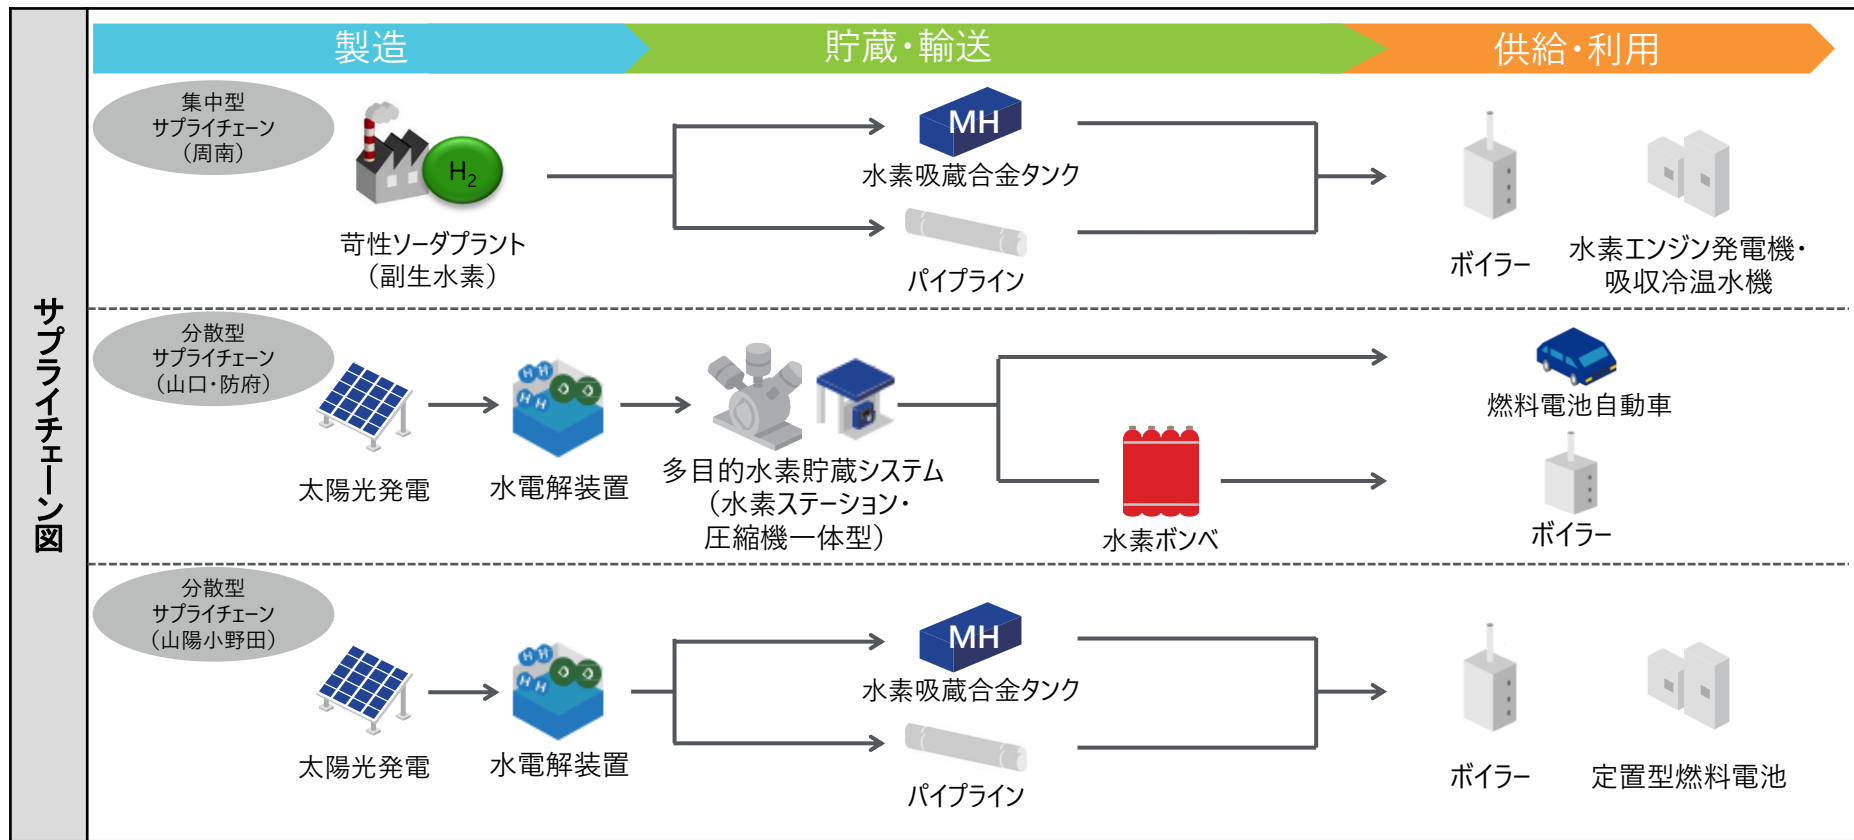 サプライチェーン図
製造
貯蔵・輸送
供給・利用
集中型
サプライチェーン
（周南）
H2
苛性ソーダプラント
（副生水素）
MH
水素吸蔵合金タンク
パイプライン
ボイラー
水素エンジン発電機・
吸収冷温水機
分散型
サプライチェーン
（山口・防府）
太陽光発電
H H
H H
O O
水電解装置
多目的水素貯蔵システム
（水素ステーション・
圧縮機一体型）
水素ボンベ
燃料電池自動車
ボイラー
分散型
サプライチェーン
（山陽小野田）
太陽光発電
H H
H H
O O
水電解装置
MH
水素吸蔵合金タンク
パイプライン
ボイラー
定置型燃料電池